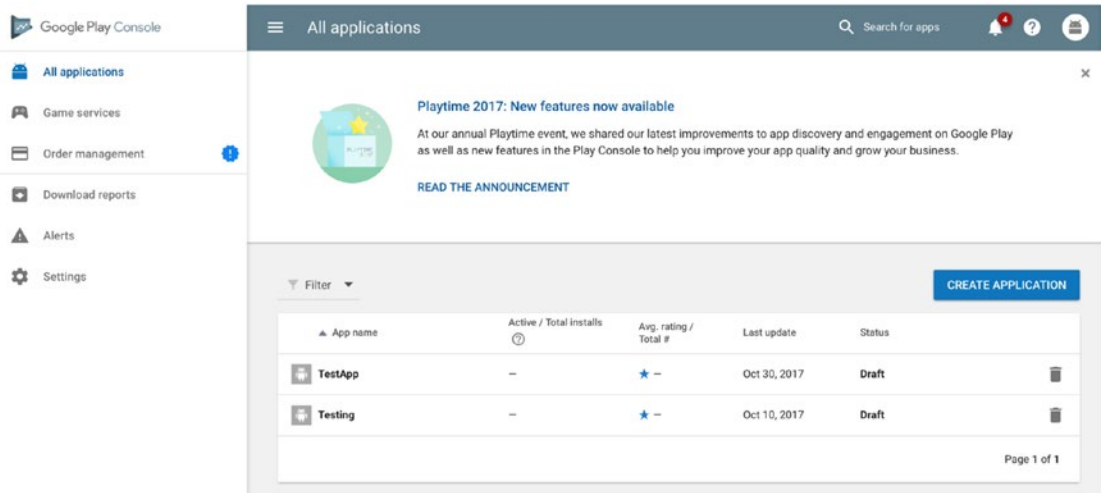 Google Play Console
All applications
Search for apps
4
All applications
Game services
Order management
Download reports
Alerts
Settings
Playtime 2017: New features now available
At our annual Playtime event, we shared our latest improvements to app discovery and engagement on Google Play
as well as new features in the Play Console to help you improve your app quality and grow your business.
READ THE ANNOUNCEMENT
Filter
CREATE APPLICATION
App name
Active / Total installs
Avg. rating /
Total #
Last update
Status
TestApp – – Oct 30, 2017 Draft
Testing – – Oct 10, 2017 Draft
Page 1 of 1